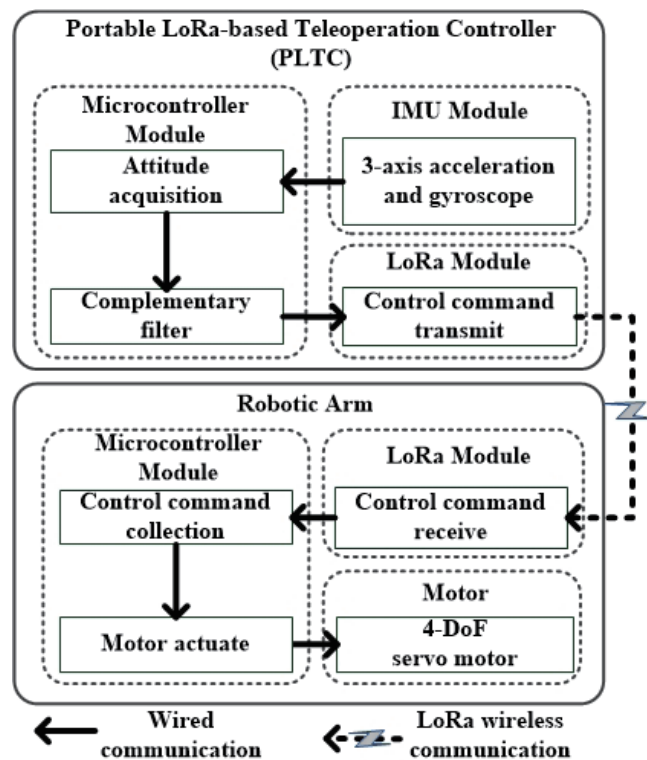 Portable LoRa-based Teleoperation Controller
(PLTC)
Microcontroller
Module
Attitude
acquisition
Complementary
filter
IMU Module
3-axis acceleration
and gyroscope
LoRa Module
Control command
transmit
Robotic Arm
Microcontroller
Module
Control command
collection
Motor actuate
LoRa Module
Control command
receive
Motor
4-DoF
servo motor
Wired
communication
LoRa wireless
communication